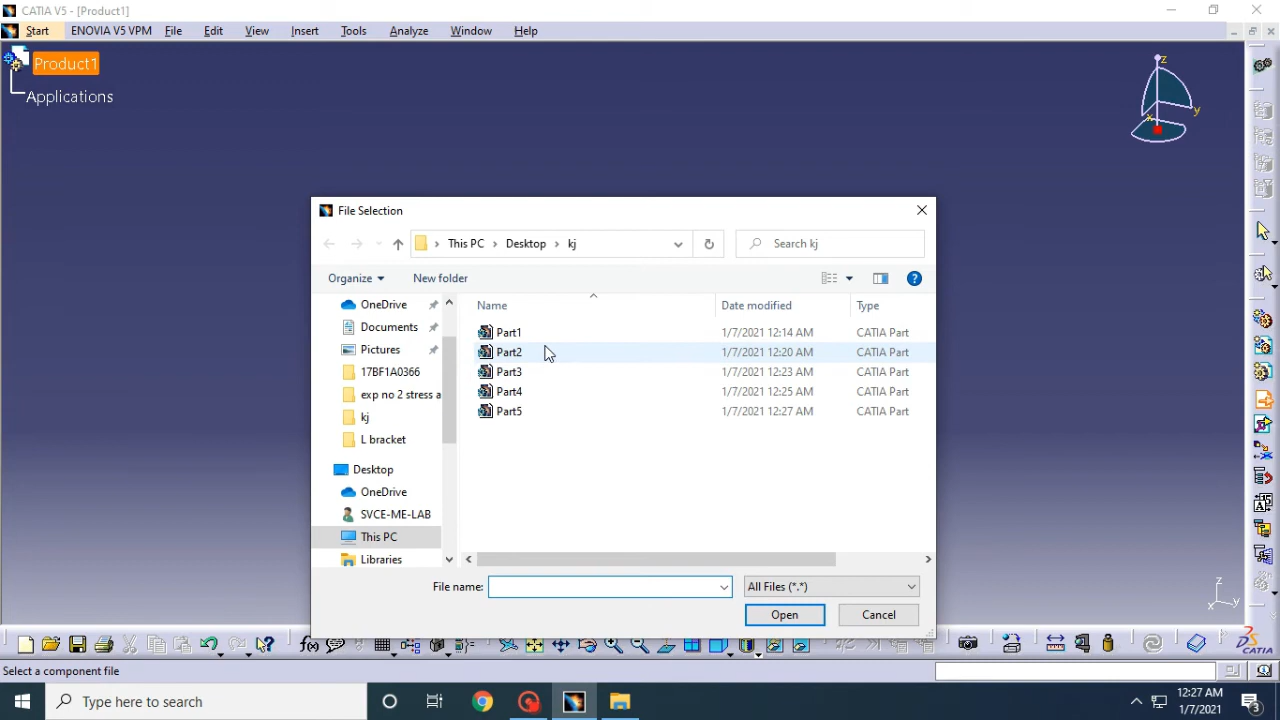 CATIA V5 - [Product1]
Start ENOVIA V5 VPM File Edit View Insert Tools Analyze Window Help
Product1
Applications
z
y
x
File Selection
This PC > Desktop > kj
Search kj
Organize New folder
Name Date modified Type
OneDrive
Documents
Pictures
17BF1A0366
exp no 2 stress a
kj
L bracket
Desktop
OneDrive
SVCE-ME-LAB
This PC
Libraries
Part1 1/7/2021 12:14 AM CATIA Part
Part2 1/7/2021 12:20 AM CATIA Part
Part3 1/7/2021 12:23 AM CATIA Part
Part4 1/7/2021 12:25 AM CATIA Part
Part5 1/7/2021 12:27 AM CATIA Part
File name: All Files (*.*)
Open Cancel
z
x y
CATIA
Select a component file
Type here to search
12:27 AM
1/7/2021
3